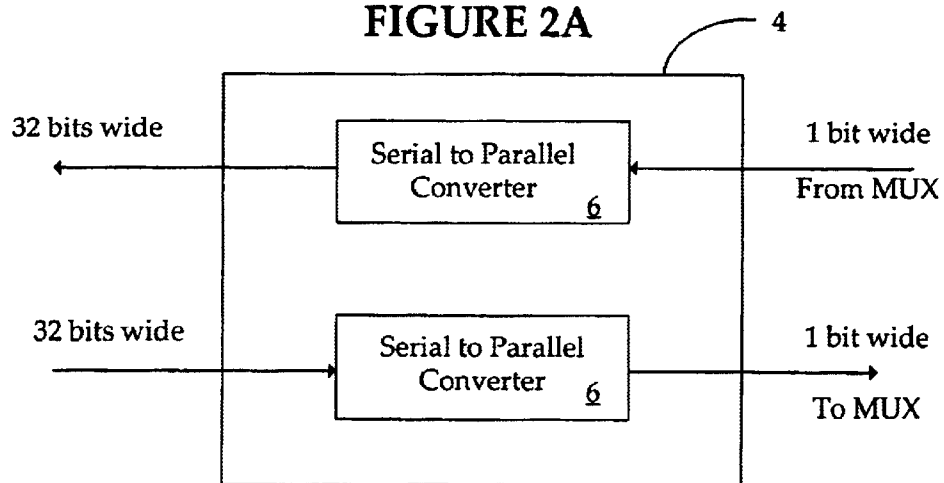 FIGURE 2A
4
32 bits wide
Serial to Parallel
Converter
6
1 bit wide
From MUX
32 bits wide
Serial to Parallel
Converter
6
1 bit wide
To MUX